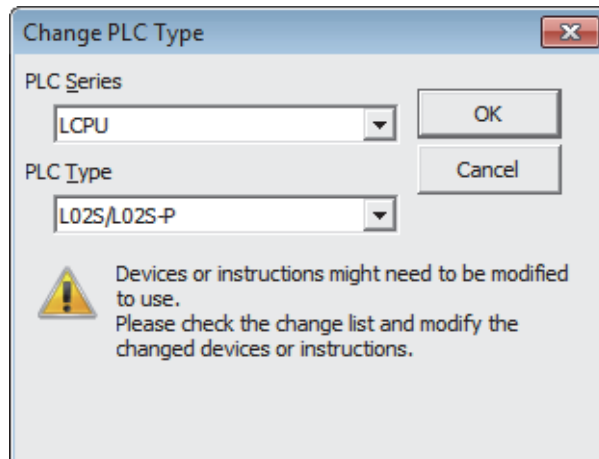 Change PLC Type
PLC Series
LCPU
OK
PLC Type
Cancel
L02S/L02S-P
Devices or instructions might need to be modified
to use.
Please check the change list and modify the
changed devices or instructions.